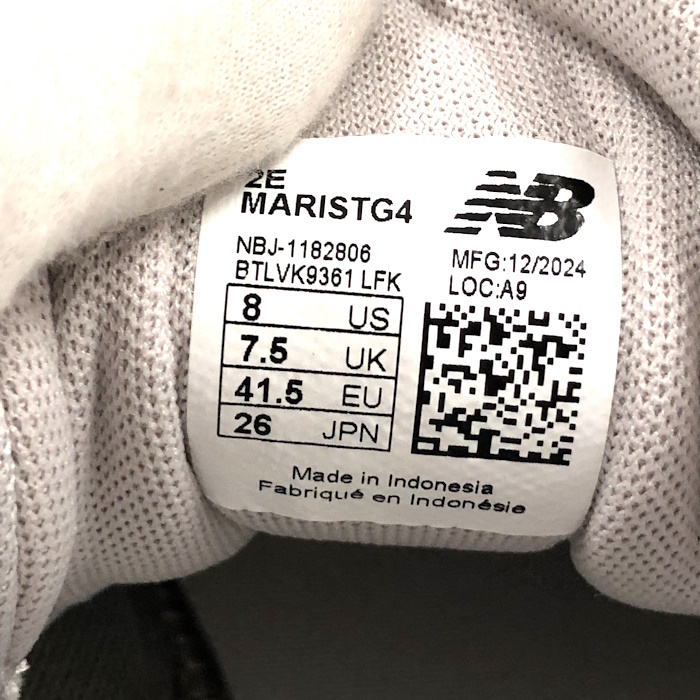 2E
MARISTG4
NB
NBJ-1182806
BTLVK9361 LFK
MFG:12/2024
LOC:A9
8 US
7.5 UK
41.5 EU
26 JPN
Made in Indonesia
Fabriqué en Indonésie